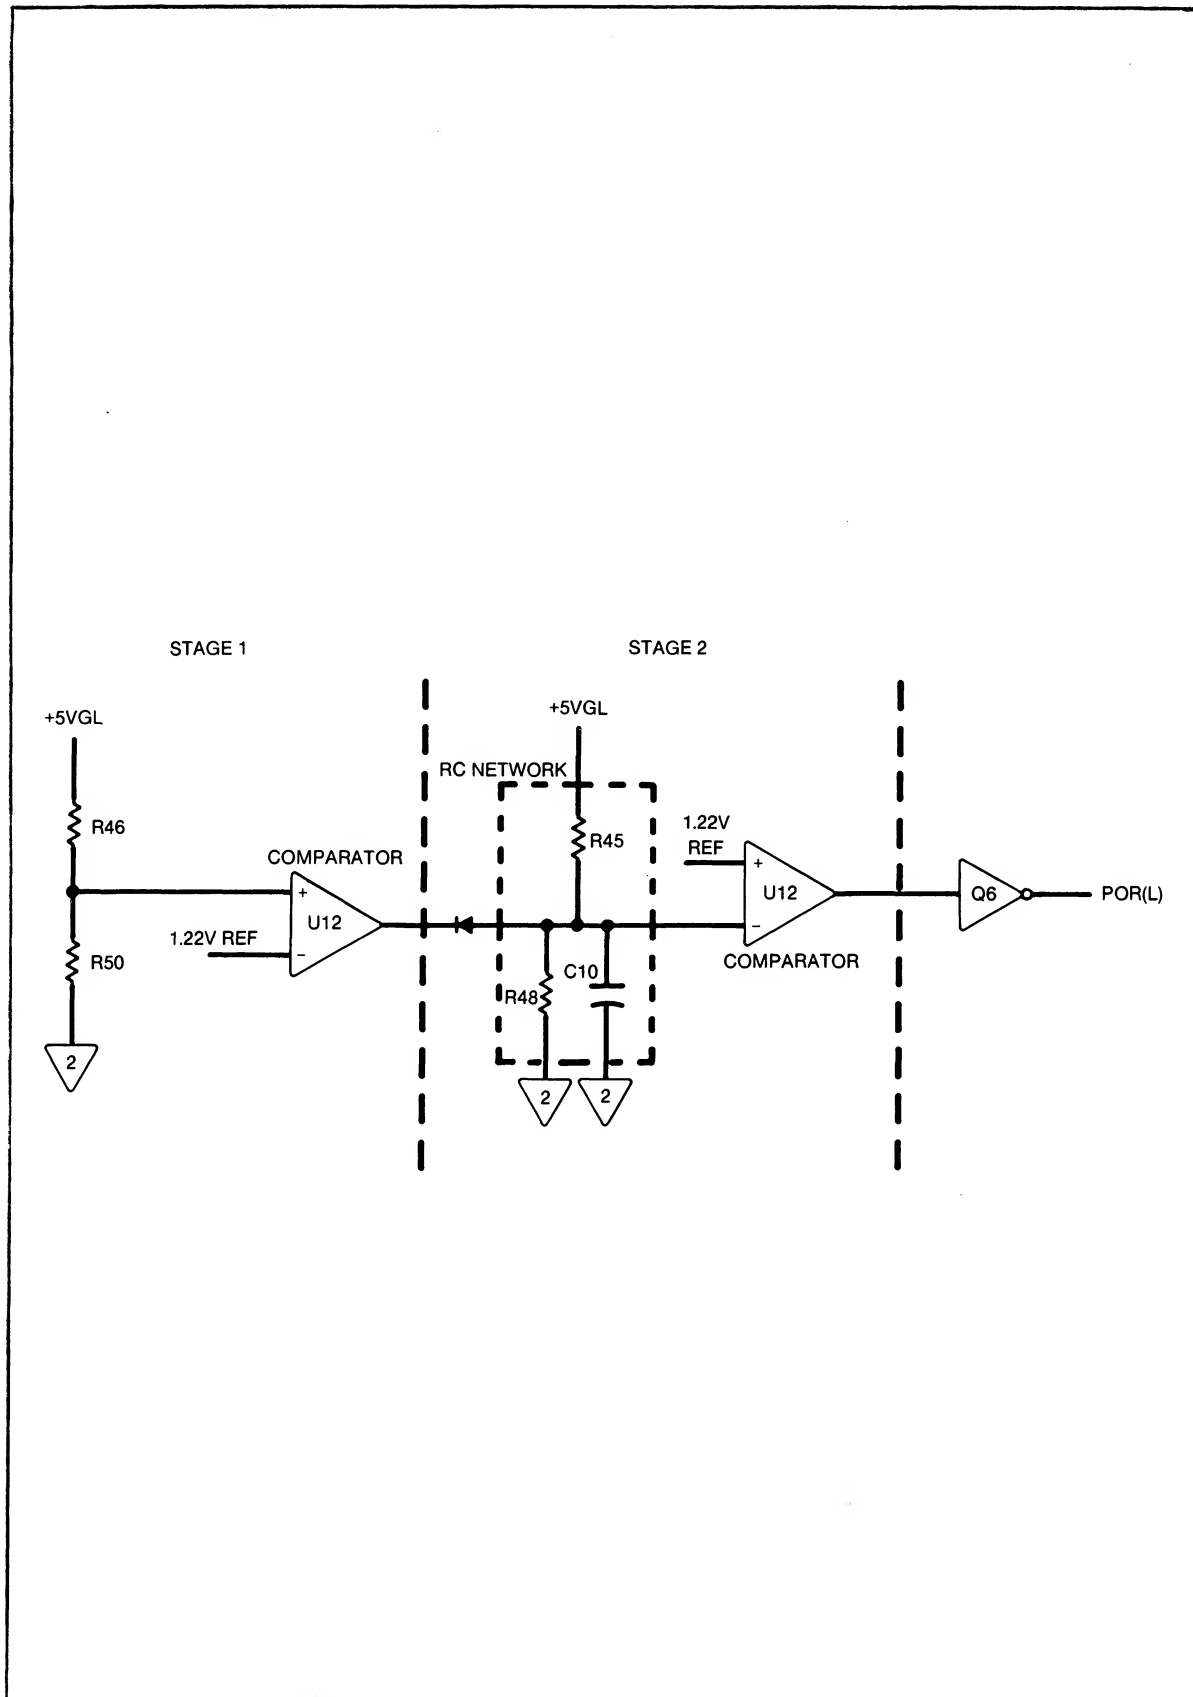 STAGE 1
STAGE 2
+5VGL
+5VGL
RC NETWORK
R46
R45
1.22V
REF
COMPARATOR
+
U12
−
+
U12
−
Q6
POR(L)
1.22V REF
R50
C10
R48
COMPARATOR
2
2
2